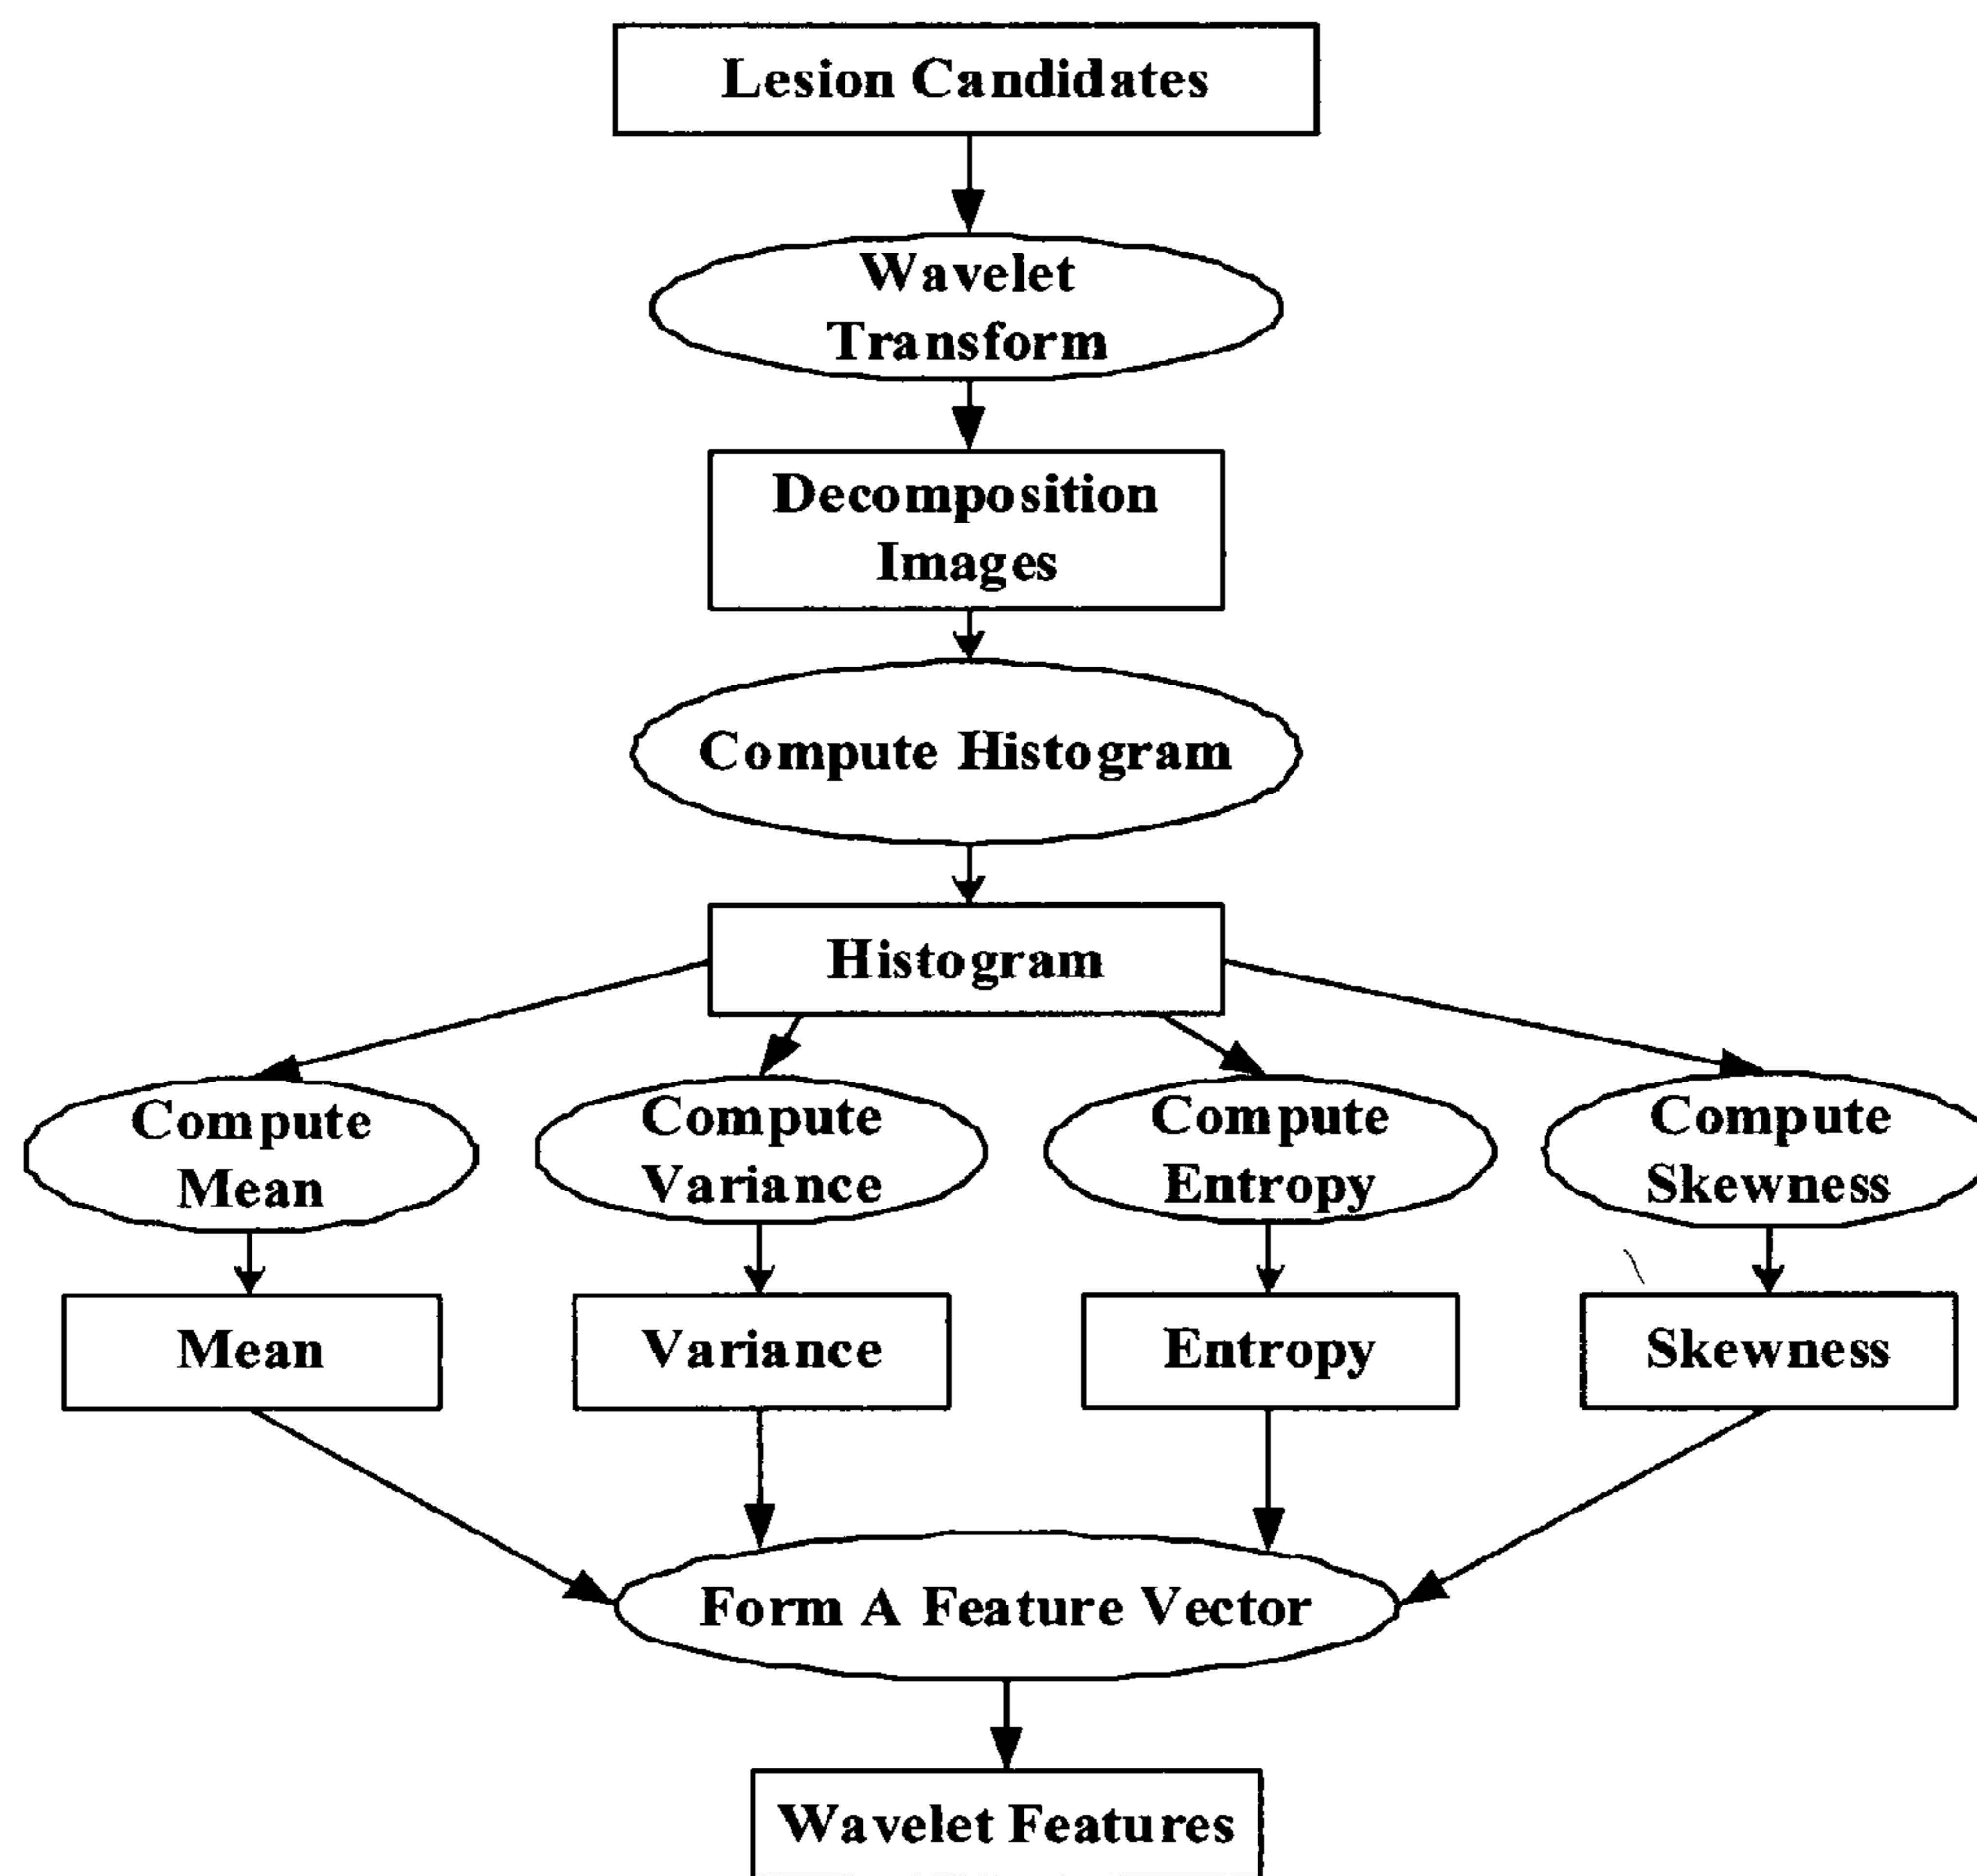 Lesion Candidates
Wavelet
Transform
Decomposition
Images
Compute Histogram
Histogram
Compute
Mean
Compute
Variance
Compute
Entropy
Compute
Skewness
Mean
Variance
Entropy
Skewness
Form A Feature Vector
Wavelet Features